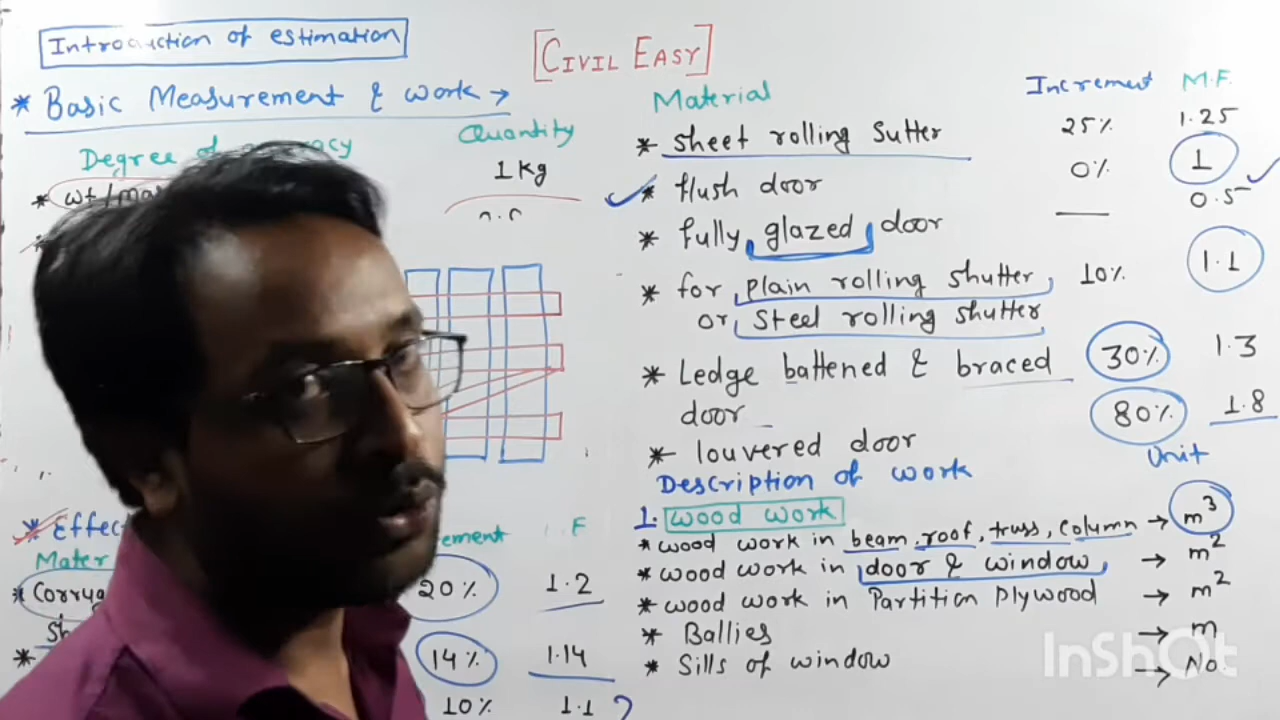 Introduction of estimation
[CIVIL EASY]
* Basic Measurement & work →
Degree of
Quantity
* wt/
1 kg
Material
Increment
M.F.
* Sheet rolling Sutter
25%
1.25
* flush door
0%
1
* fully glazed door
0.5
* for plain rolling shutter
10%
1.1
or steel rolling shutter
* Ledge battened & braced
30%
1.3
door
80%
1.8
* louvered door
Description of work
Unit
1. Wood work
* wood work in beam, roof, truss, column → m³
* wood work in door & window → m²
* wood work in Partition Plywood → m²
* Ballies → m
* Sills of window → No.
* Effec
Mater
ement
F
* Corrug
20%
1.2
Sh
*
14%
1.14
10%
1.1
InShOt